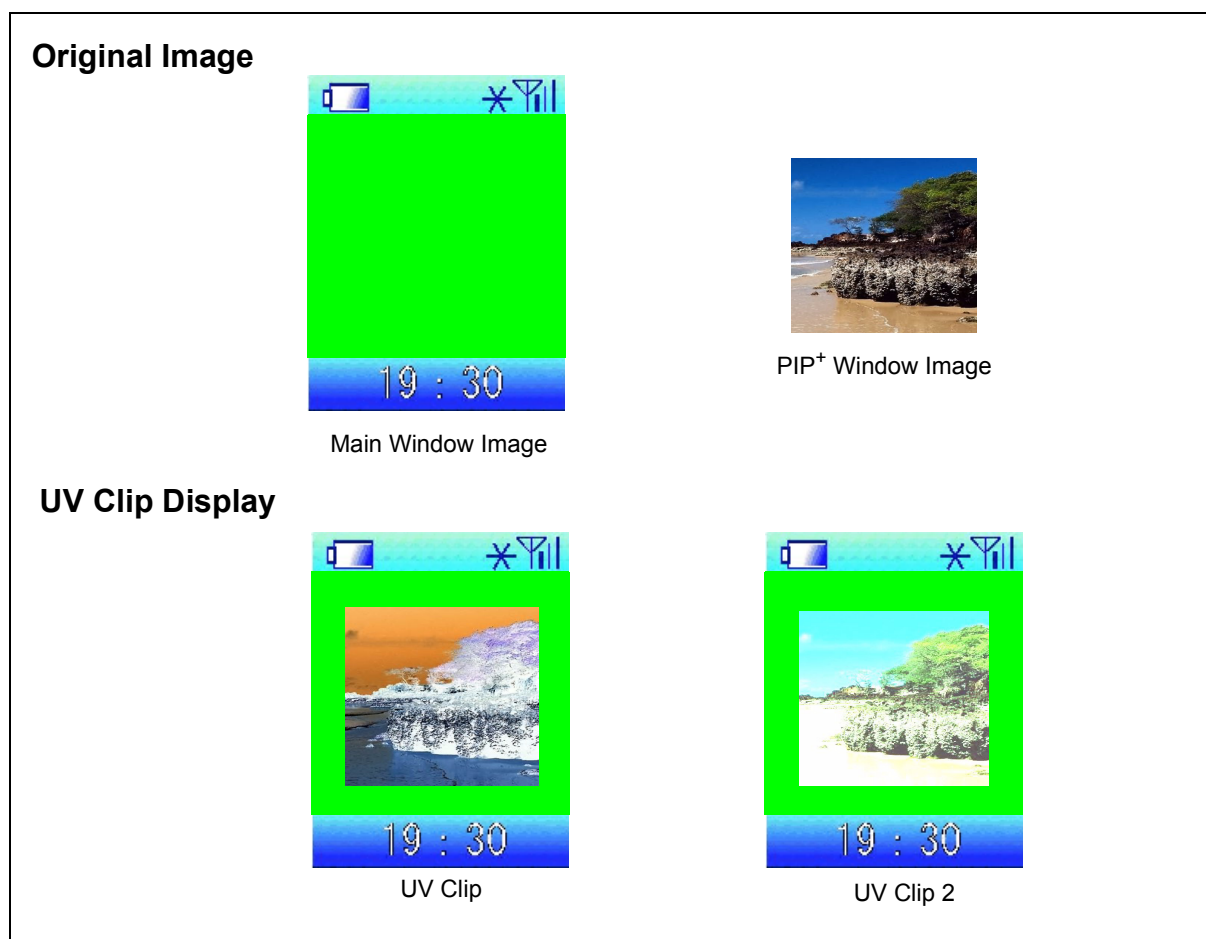 Original Image
19 : 30
PIP+ Window Image
Main Window Image
UV Clip Display
19 : 30
19 : 30
UV Clip
UV Clip 2